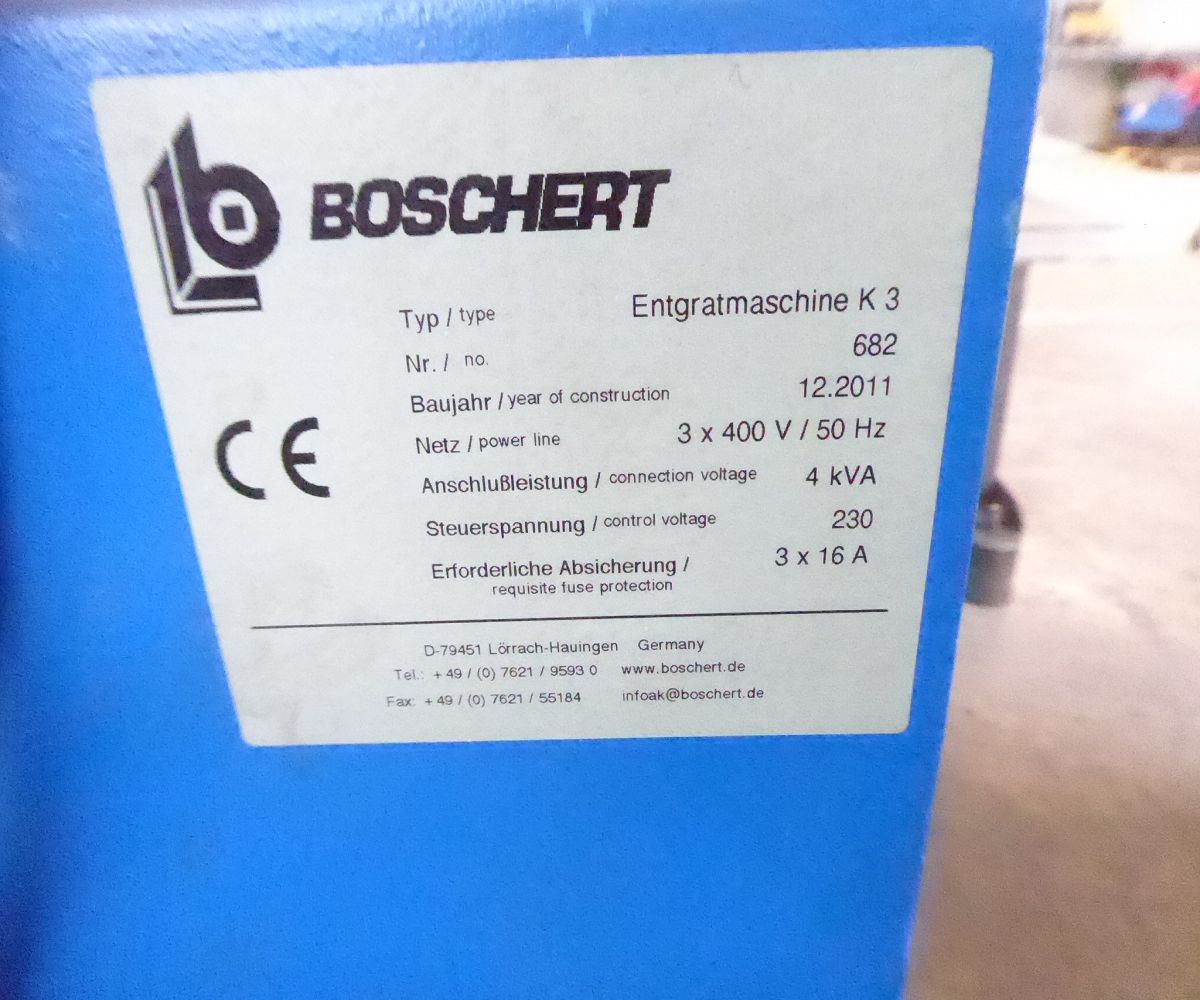 BOSCHERT
Typ / type Entgratmaschine K 3
Nr. / no. 682
Baujahr / year of construction 12.2011
Netz / power line 3 x 400 V / 50 Hz
Anschlußleistung / connection voltage 4 kVA
Steuerspannung / control voltage 230
Erforderliche Absicherung / 3 x 16 A
requisite fuse protection
CE
D-79451 Lörrach-Hauingen Germany
Tel.: + 49 / (0) 7621 / 9593 0 www.boschert.de
Fax: + 49 / (0) 7621 / 55184 infoak@boschert.de